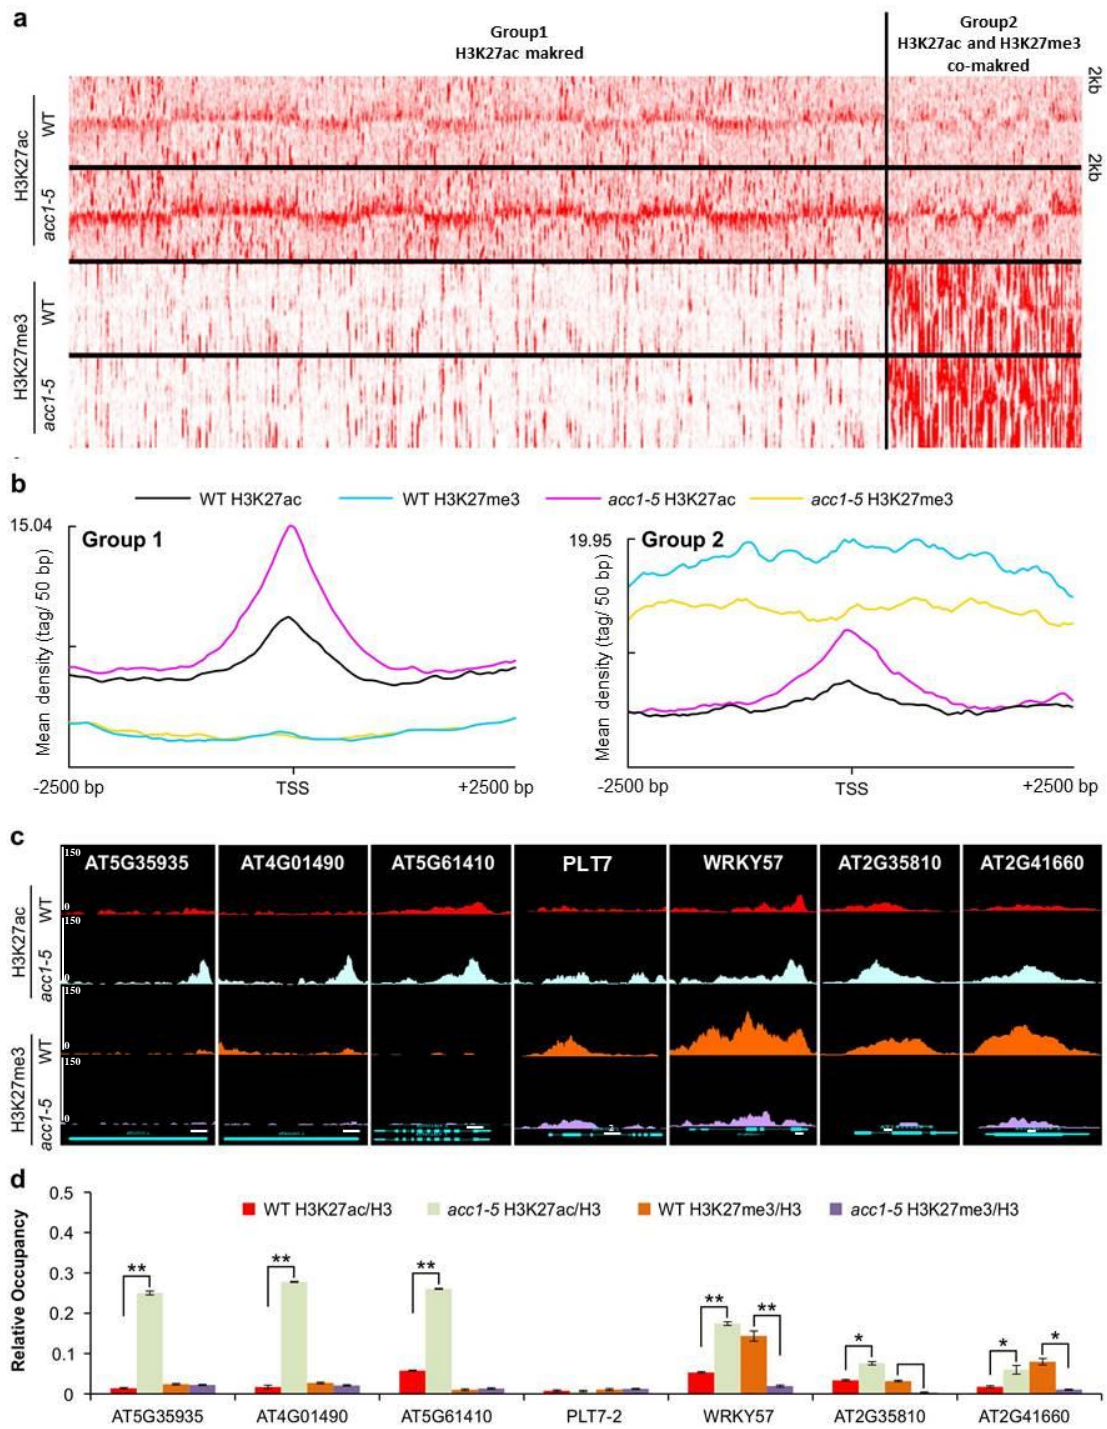 a
Group1
H3K27ac makred
Group2
H3K27ac and H3K27me3
co-makred
2kb
2kb
H3K27ac
WT
acc1-5
H3K27me3
WT
acc1-5
b
WT H3K27ac
WT H3K27me3
acc1-5 H3K27ac
acc1-5 H3K27me3
15.04
Group 1
Mean density (tag/ 50 bp)
-2500 bp
TSS
+2500 bp
19.95
Group 2
Mean density (tag/ 50 bp)
-2500 bp
TSS
+2500 bp
c
AT5G35935
AT4G01490
AT5G61410
PLT7
WRKY57
AT2G35810
AT2G41660
H3K27ac
WT
acc1-5
H3K27me3
WT
acc1-5
150
0
150
0
150
0
150
0
2
d
Relative Occupancy
0.5
0.4
0.3
0.2
0.1
0
WT H3K27ac/H3
acc1-5 H3K27ac/H3
WT H3K27me3/H3
acc1-5 H3K27me3/H3
**
**
**
**
**
*
*
*
AT5G35935
AT4G01490
AT5G61410
PLT7-2
WRKY57
AT2G35810
AT2G41660